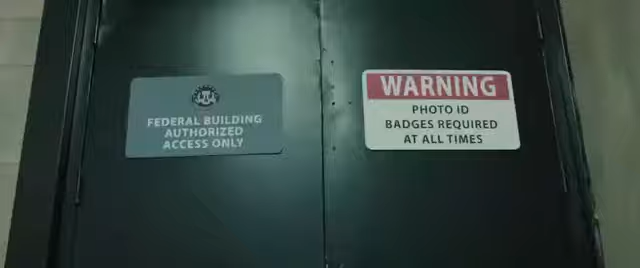 FEDERAL BUILDING
AUTHORIZED
ACCESS ONLY
WARNING
PHOTO ID
BADGES REQUIRED
AT ALL TIMES